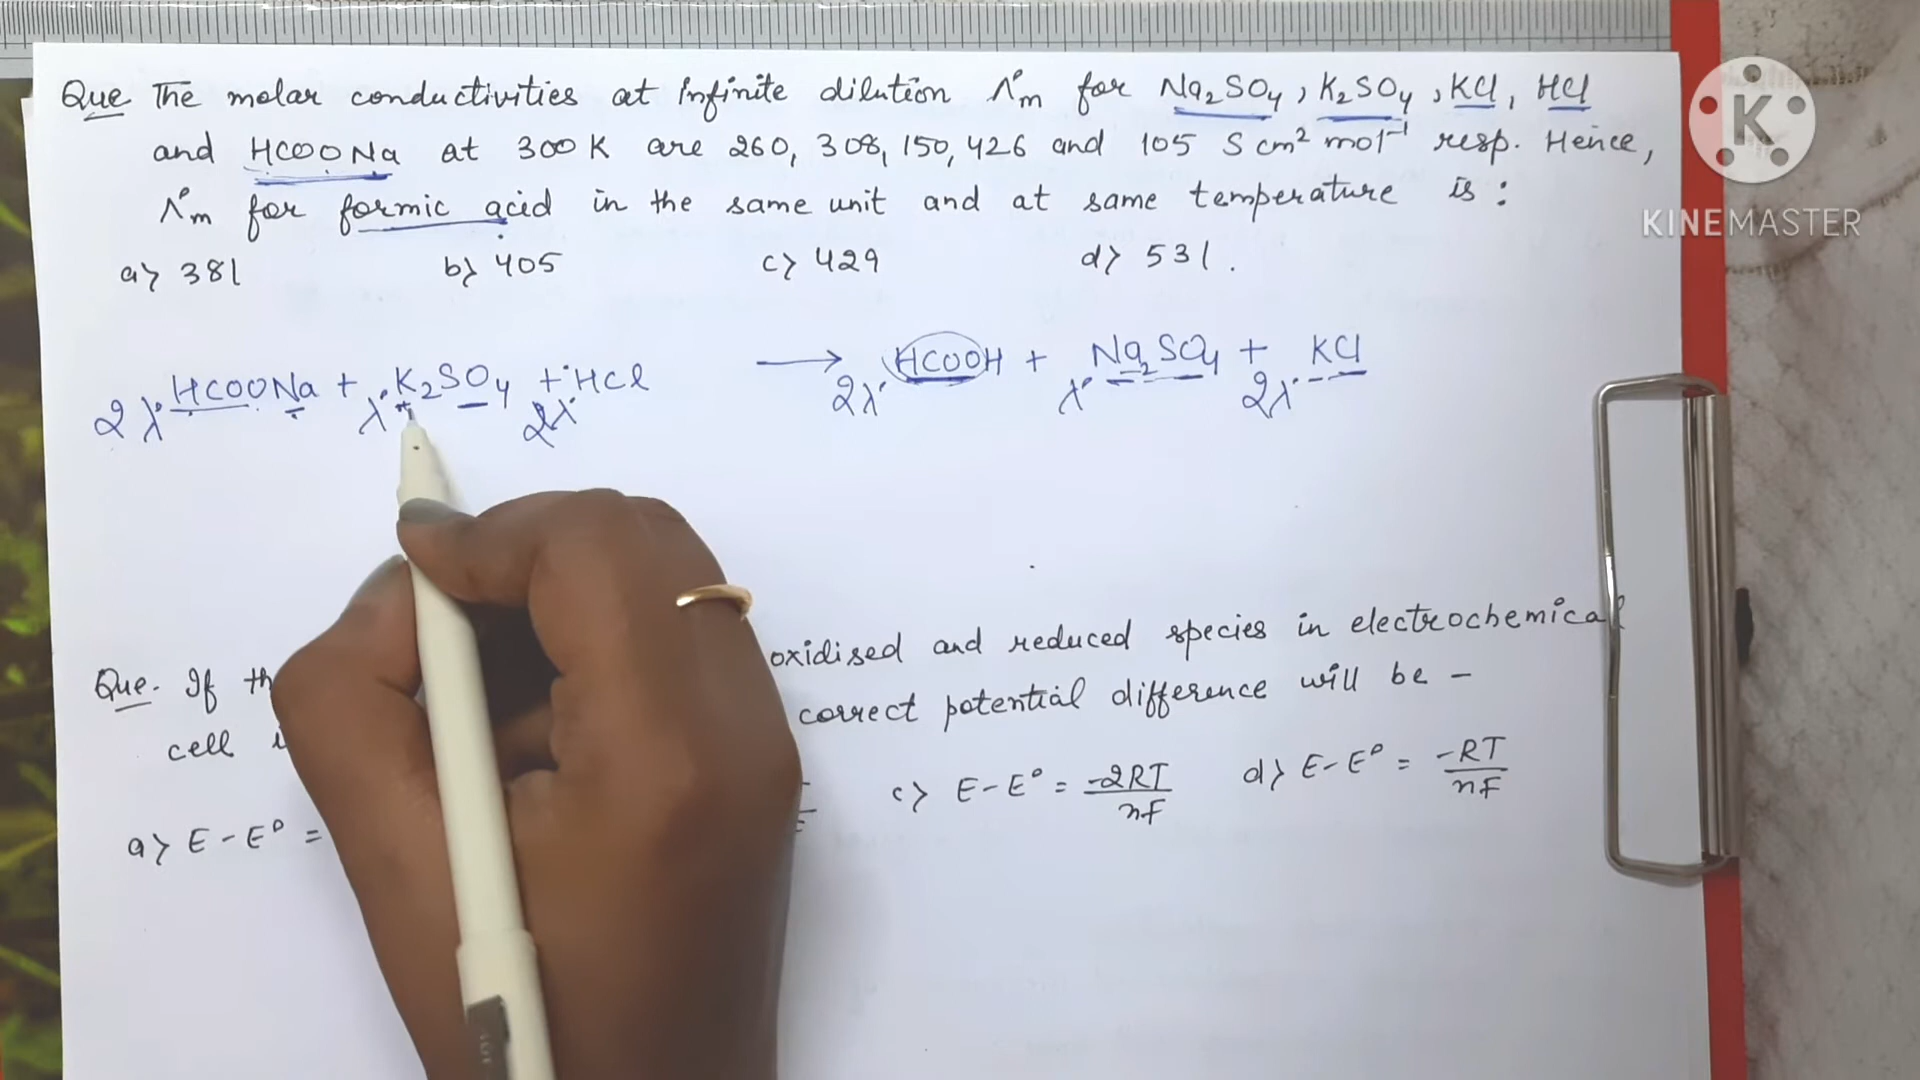 Que The molar conductivities at infinite dilution Λ°m for Na2SO4, K2SO4, KCl, HCl
and HCOONa at 300 K are 260, 308, 150, 426 and 105 S cm² mol⁻¹ resp. Hence,
Λ°m for formic acid in the same unit and at same temperature is :
a> 381 b> 405 c> 429 d> 531.
2λ° HCOONa + λ° K2SO4 + 2λ° HCl ⟶ 2λ° HCOOH + λ° Na2SO4 + 2λ° KCl
Que. If th oxidised and reduced species in electrochemical
cell correct potential difference will be -
a> E - E° = c> E - E° = -2RT/nF d> E - E° = -RT/nF
K
KINEMASTER